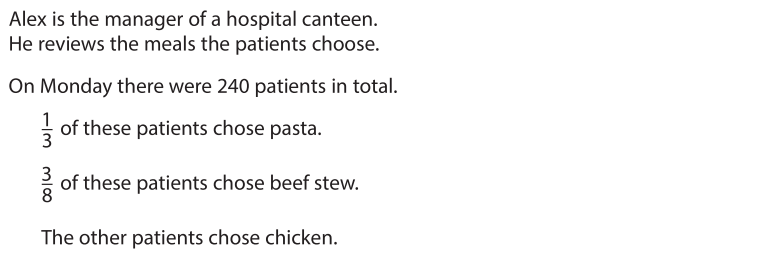 Alex is the manager of a hospital canteen.
He reviews the meals the patients choose.
On Monday there were 240 patients in total.
1/3 of these patients chose pasta.
3/8 of these patients chose beef stew.
The other patients chose chicken.